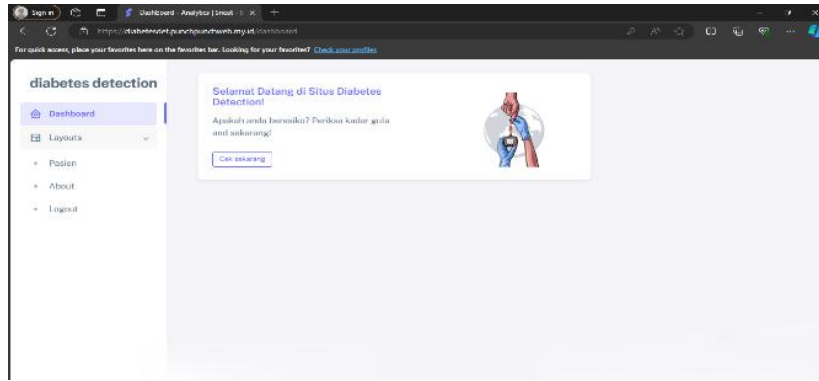 Sign in
Dashboard - Analytics | Sneat - 
https://diabetesdet.punchpunchweb.my.id/dashboard
For quick access, place your favorites here on the favorites bar. Looking for your favorites? Check your profiles
diabetes detection
Dashboard
Layouts
Pasien
About
Logout
Selamat Datang di Situs Diabetes
Detection!
Apakah anda beresiko? Periksa kadar gula
and sekarang!
Cek sekarang